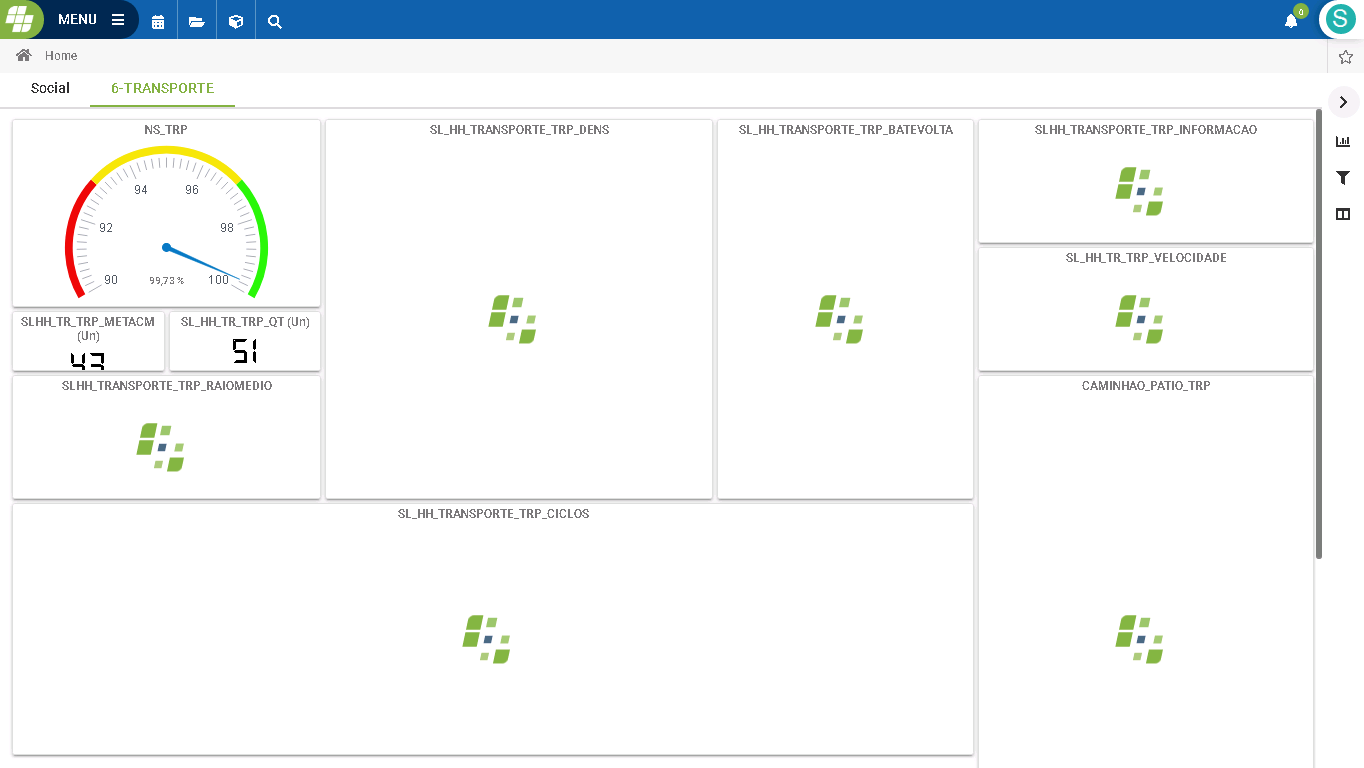 MENU
0
S
Home
Social
6-TRANSPORTE
NS_TRP
94
96
92
98
90
99,73 %
100
SLHH_TR_TRP_METACM
(Un)
43
SL_HH_TR_TRP_QT (Un)
51
SLHH_TRANSPORTE_TRP_RAIOMEDIO
SL_HH_TRANSPORTE_TRP_DENS
SL_HH_TRANSPORTE_TRP_BATEVOLTA
SLHH_TRANSPORTE_TRP_INFORMACAO
SL_HH_TR_TRP_VELOCIDADE
CAMINHAO_PATIO_TRP
SL_HH_TRANSPORTE_TRP_CICLOS